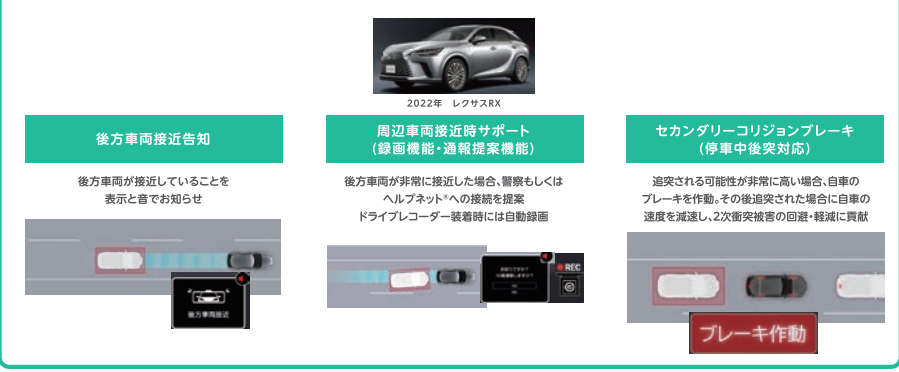 2022年 レクサスRX
後方車両接近告知
後方車両が接近していることを
表示と音でお知らせ
後方車両接近
周辺車両接近時サポート
(録画機能・通報提案機能)
後方車両が非常に接近した場合、警察もしくは
ヘルプネット®への接続を提案
ドライブレコーダー装着時には自動録画
REC
セカンダリーコリジョンブレーキ
(停車中後突対応)
追突される可能性が非常に高い場合、自車の
ブレーキを作動。その後追突された場合に自車の
速度を減速し、2次衝突被害の回避・軽減に貢献
ブレーキ作動